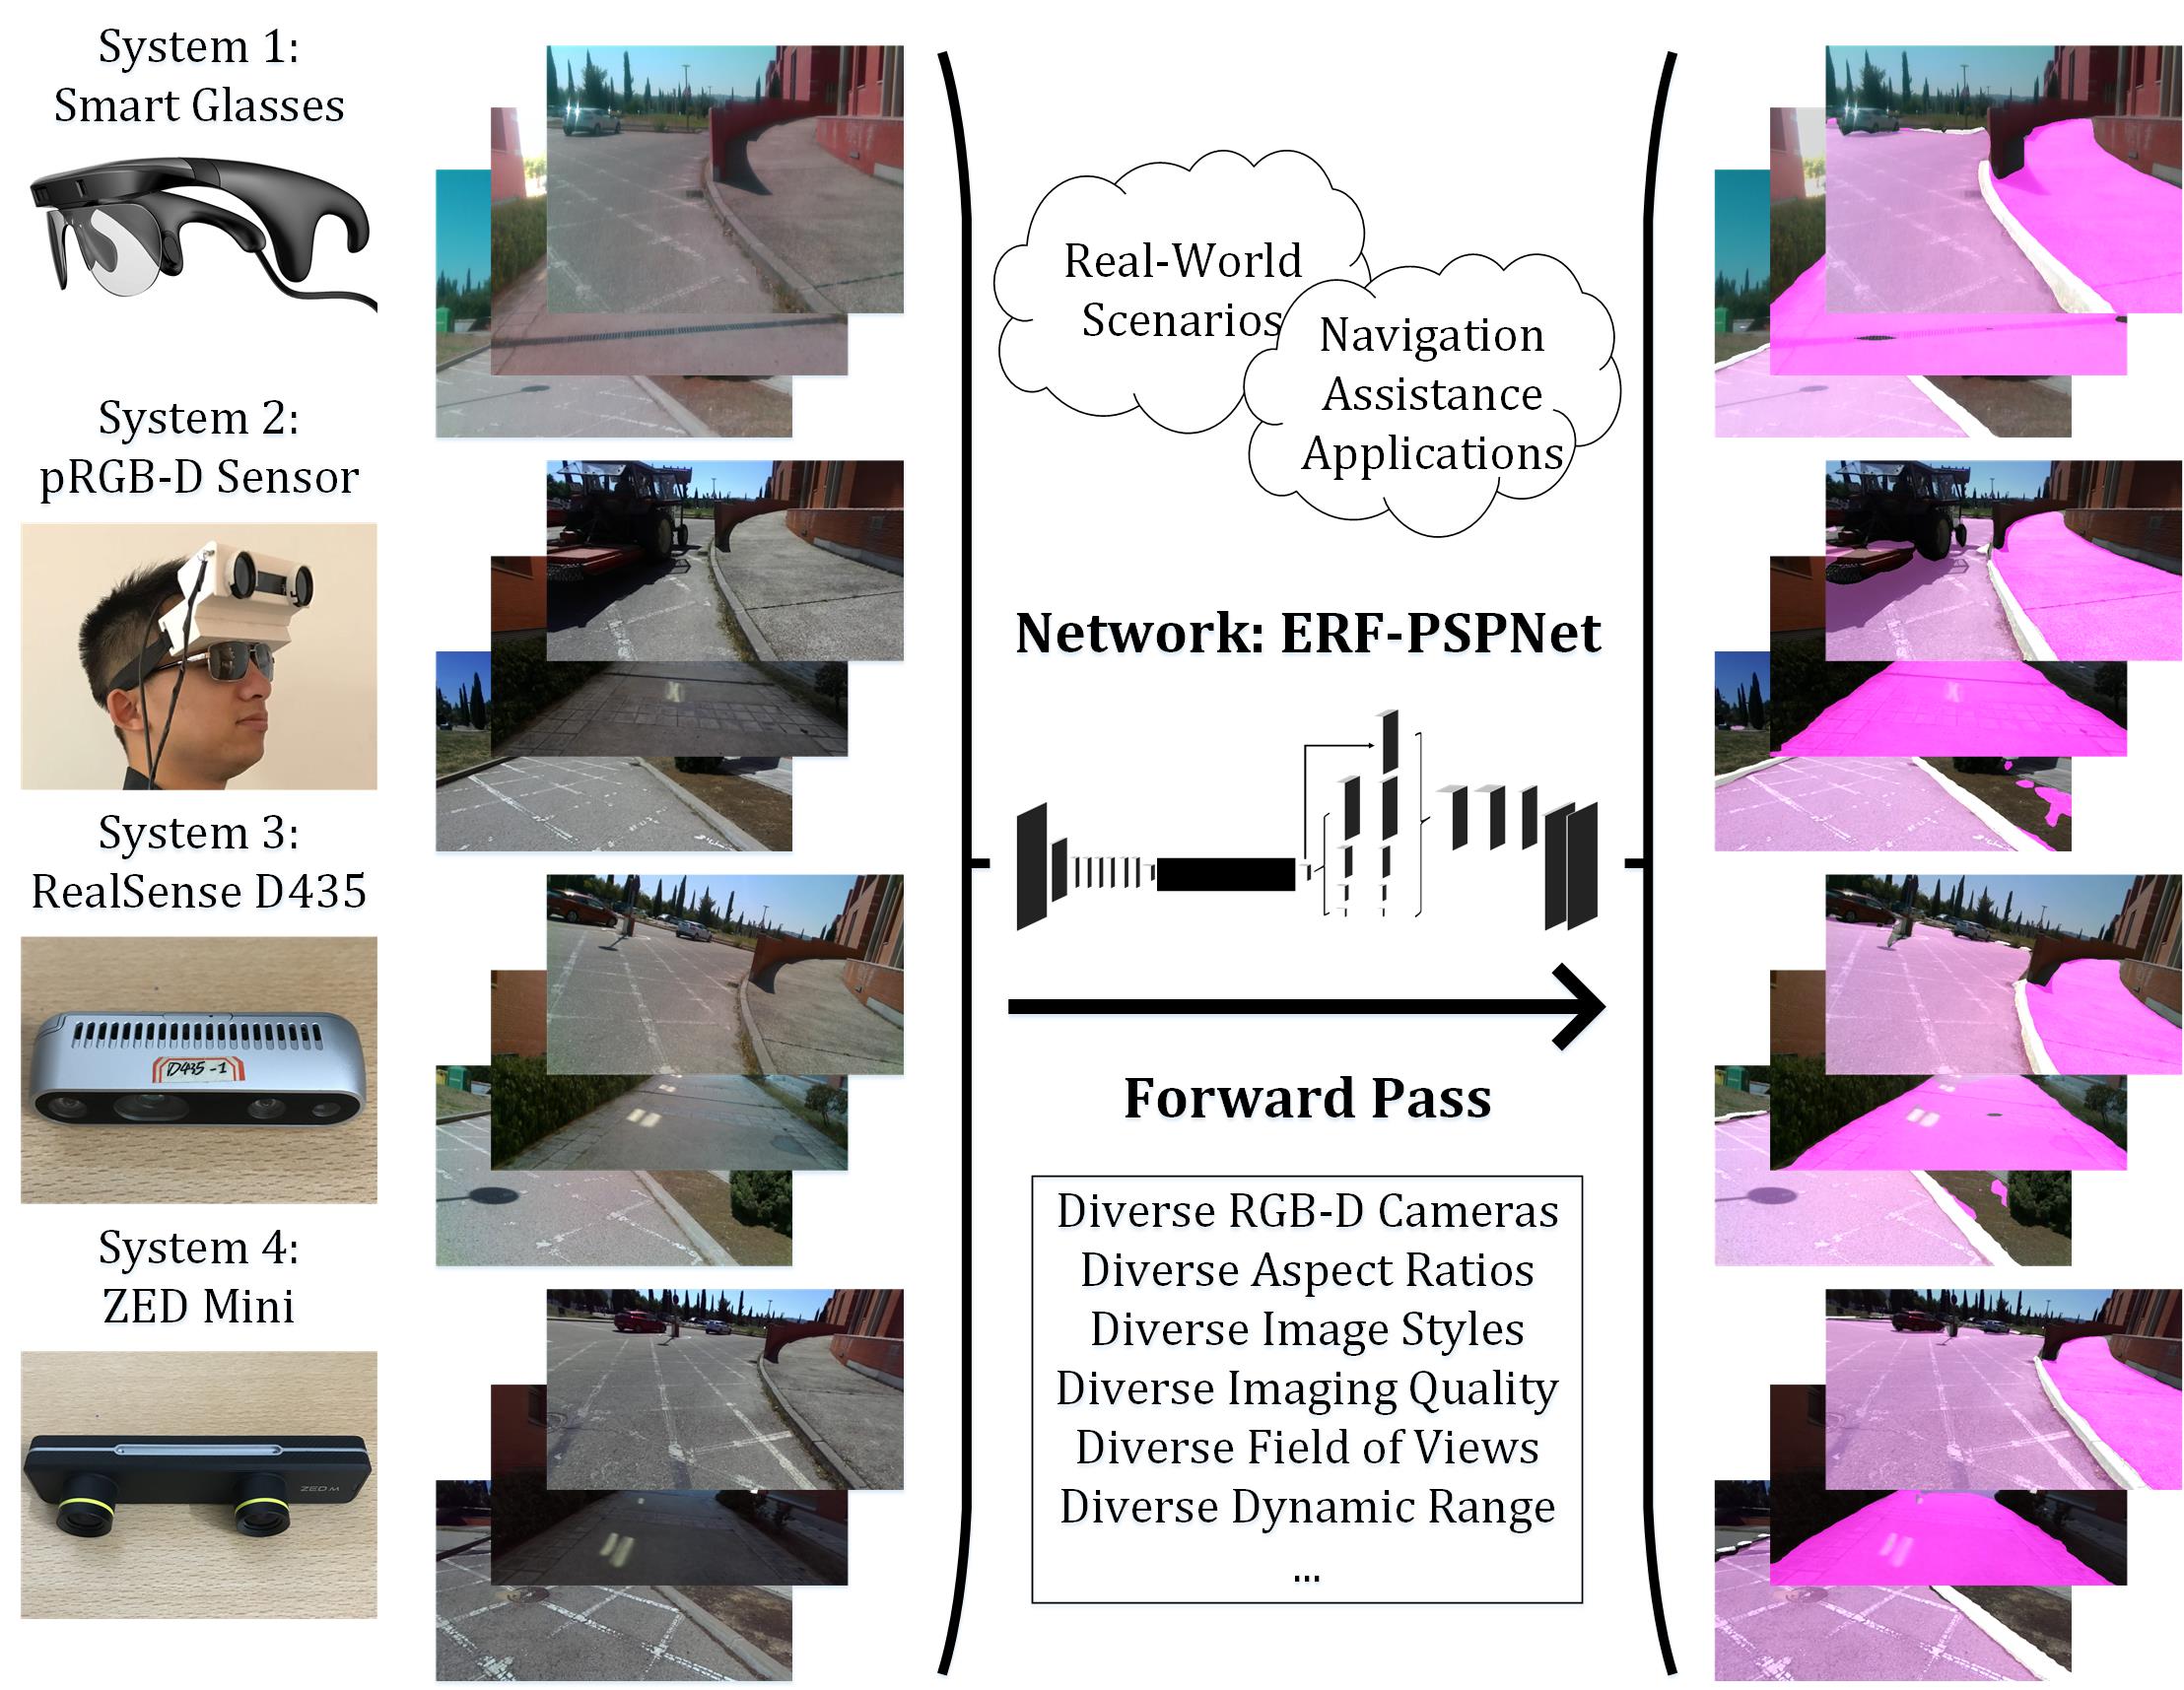 System 1:
Smart Glasses
System 2:
pRGB-D Sensor
System 3:
RealSense D435
D435-1
System 4:
ZED Mini
ZED M
Real-World
Scenarios
Navigation
Assistance
Applications
Network: ERF-PSPNet
Forward Pass
Diverse RGB-D Cameras
Diverse Aspect Ratios
Diverse Image Styles
Diverse Imaging Quality
Diverse Field of Views
Diverse Dynamic Range
...